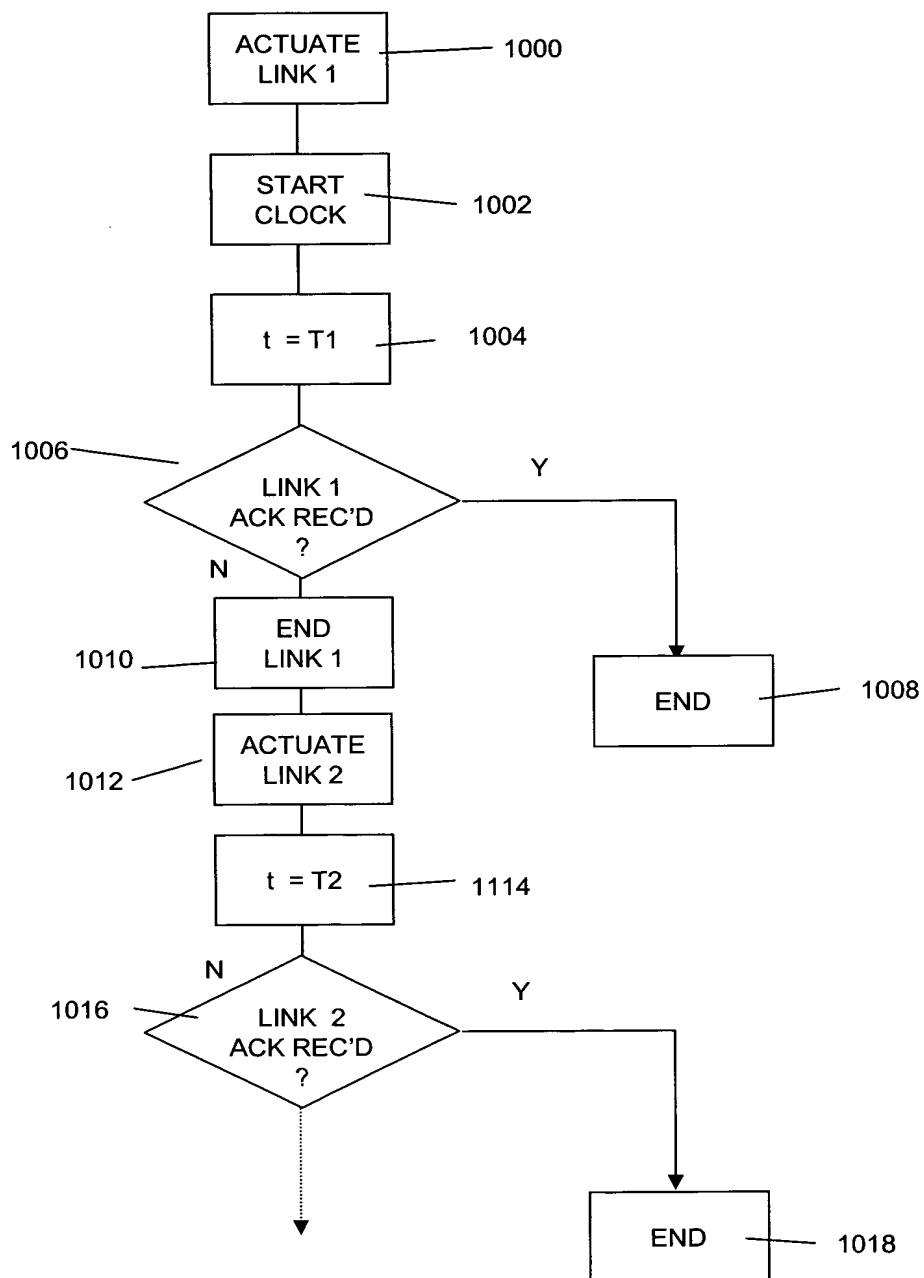 ACTUATE
LINK 1
1000
START
CLOCK
1002
t = T1
1004
1006
LINK 1
ACK REC'D
?
Y
N
END
LINK 1
1010
END
1008
ACTUATE
LINK 2
1012
t = T2
1114
N
Y
1016
LINK 2
ACK REC'D
?
END
1018